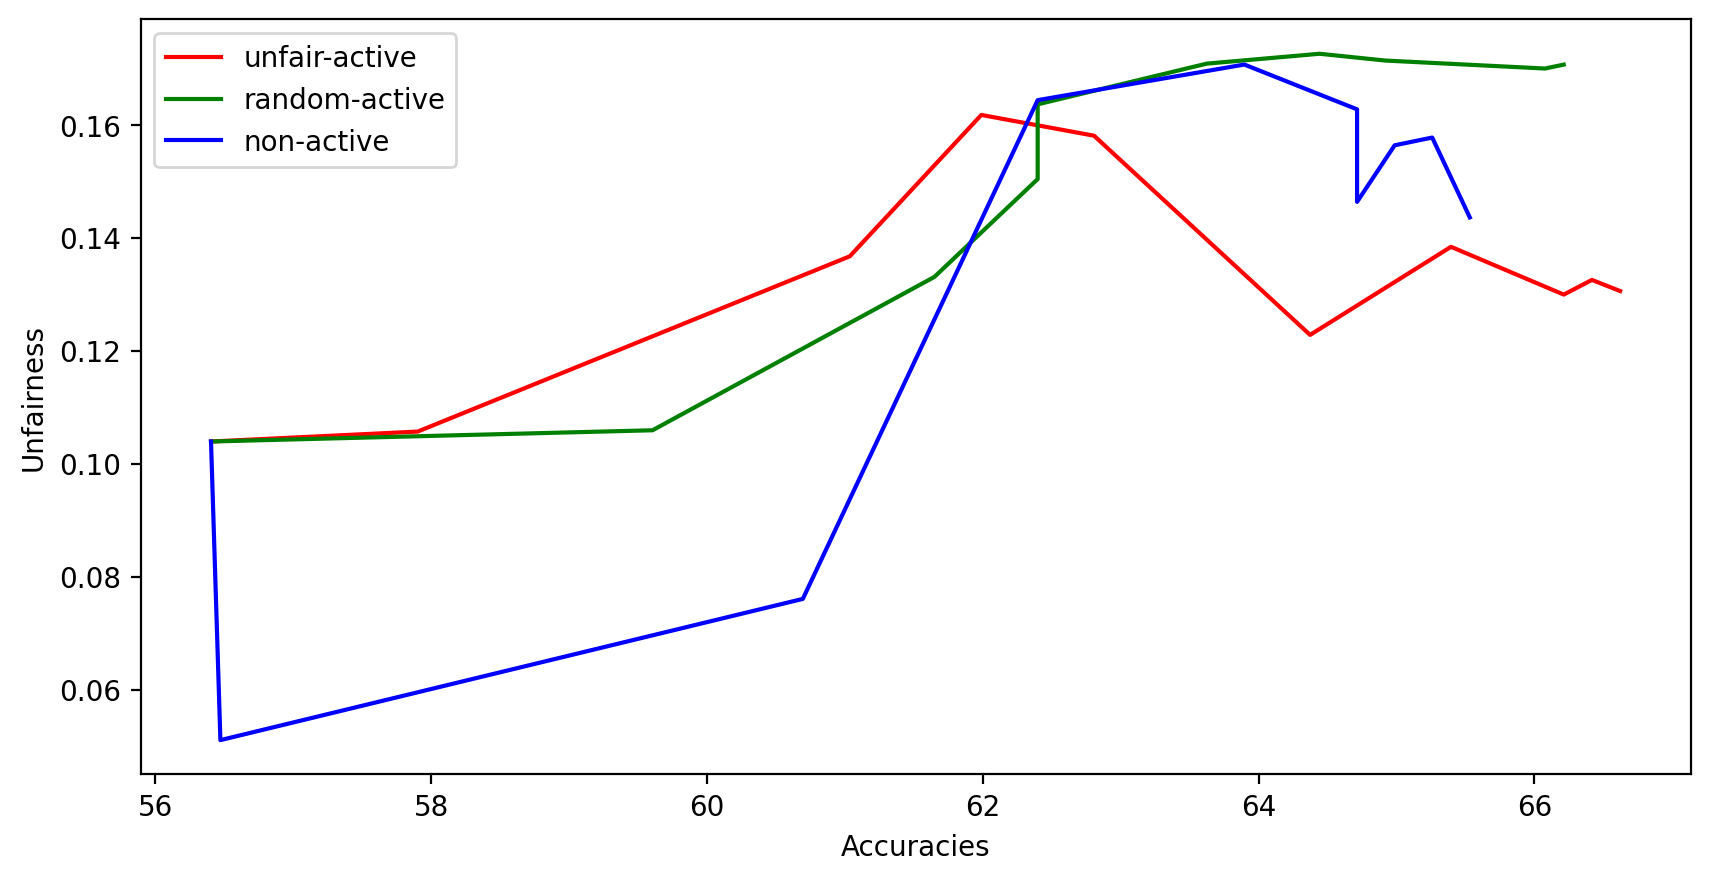 unfair-active
random-active
non-active
0.16
0.14
0.12
0.10
0.08
0.06
Unfairness
56 58 60 62 64 66
Accuracies